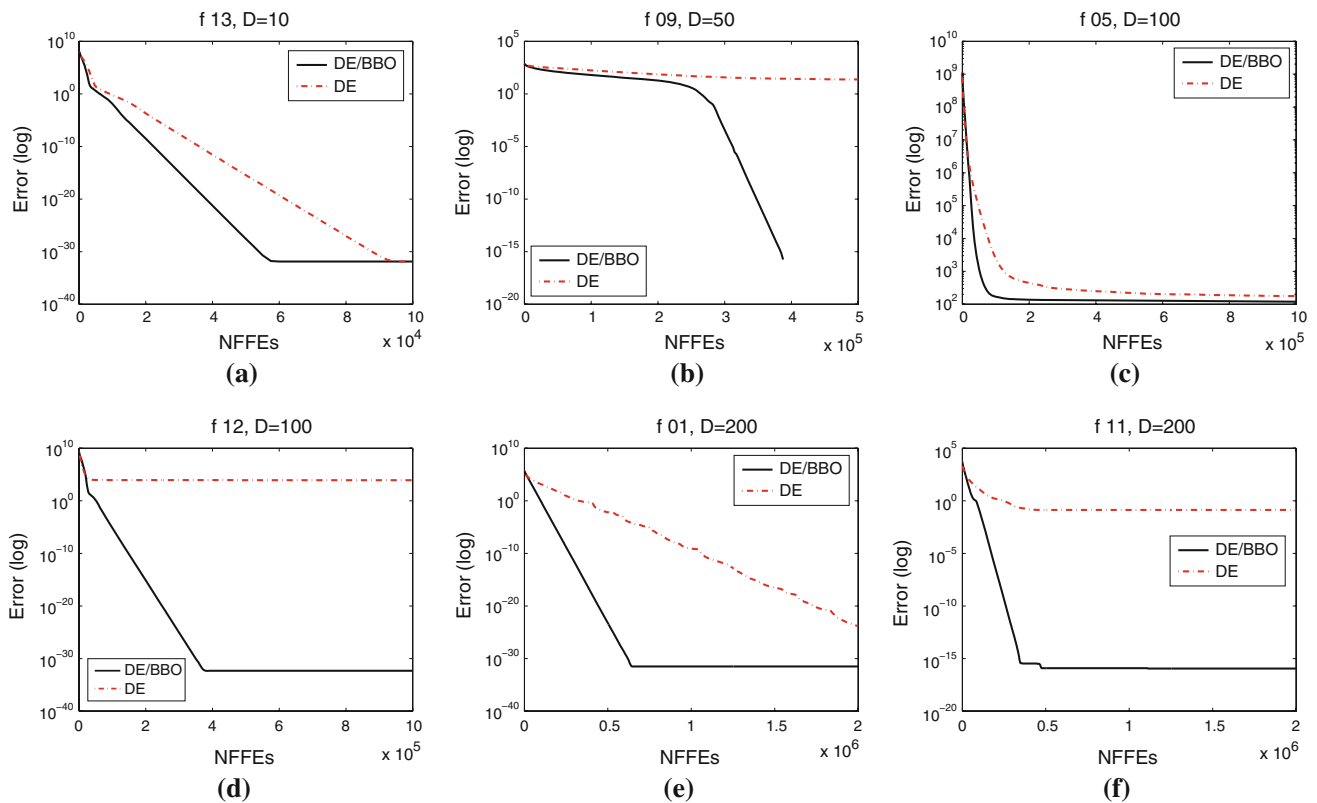 f 13, D=10
10^10
10^0
10^−10
10^−20
10^−30
10^−40
Error (log)
DE/BBO
DE
0 2 4 6 8 10
x 10^4
NFFEs
(a)
f 09, D=50
10^5
10^0
10^−5
10^−10
10^−15
10^−20
Error (log)
DE/BBO
DE
0 1 2 3 4 5
x 10^5
NFFEs
(b)
f 05, D=100
10^10
10^9
10^8
10^7
10^6
10^5
10^4
10^3
10^2
Error (log)
DE/BBO
DE
0 2 4 6 8 10
x 10^5
NFFEs
(c)
f 12, D=100
10^10
10^0
10^−10
10^−20
10^−30
10^−40
Error (log)
DE/BBO
DE
0 2 4 6 8 10
x 10^5
NFFEs
(d)
f 01, D=200
10^10
10^0
10^−10
10^−20
10^−30
10^−40
Error (log)
DE/BBO
DE
0 0.5 1 1.5 2
x 10^6
NFFEs
(e)
f 11, D=200
10^5
10^0
10^−5
10^−10
10^−15
10^−20
Error (log)
DE/BBO
DE
0 0.5 1 1.5 2
x 10^6
NFFEs
(f)